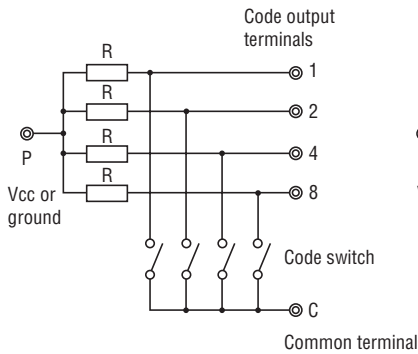 Code output
terminals
R
1
R
2
R
P
4
R
8
Vcc or
ground
Code switch
C
Common terminal